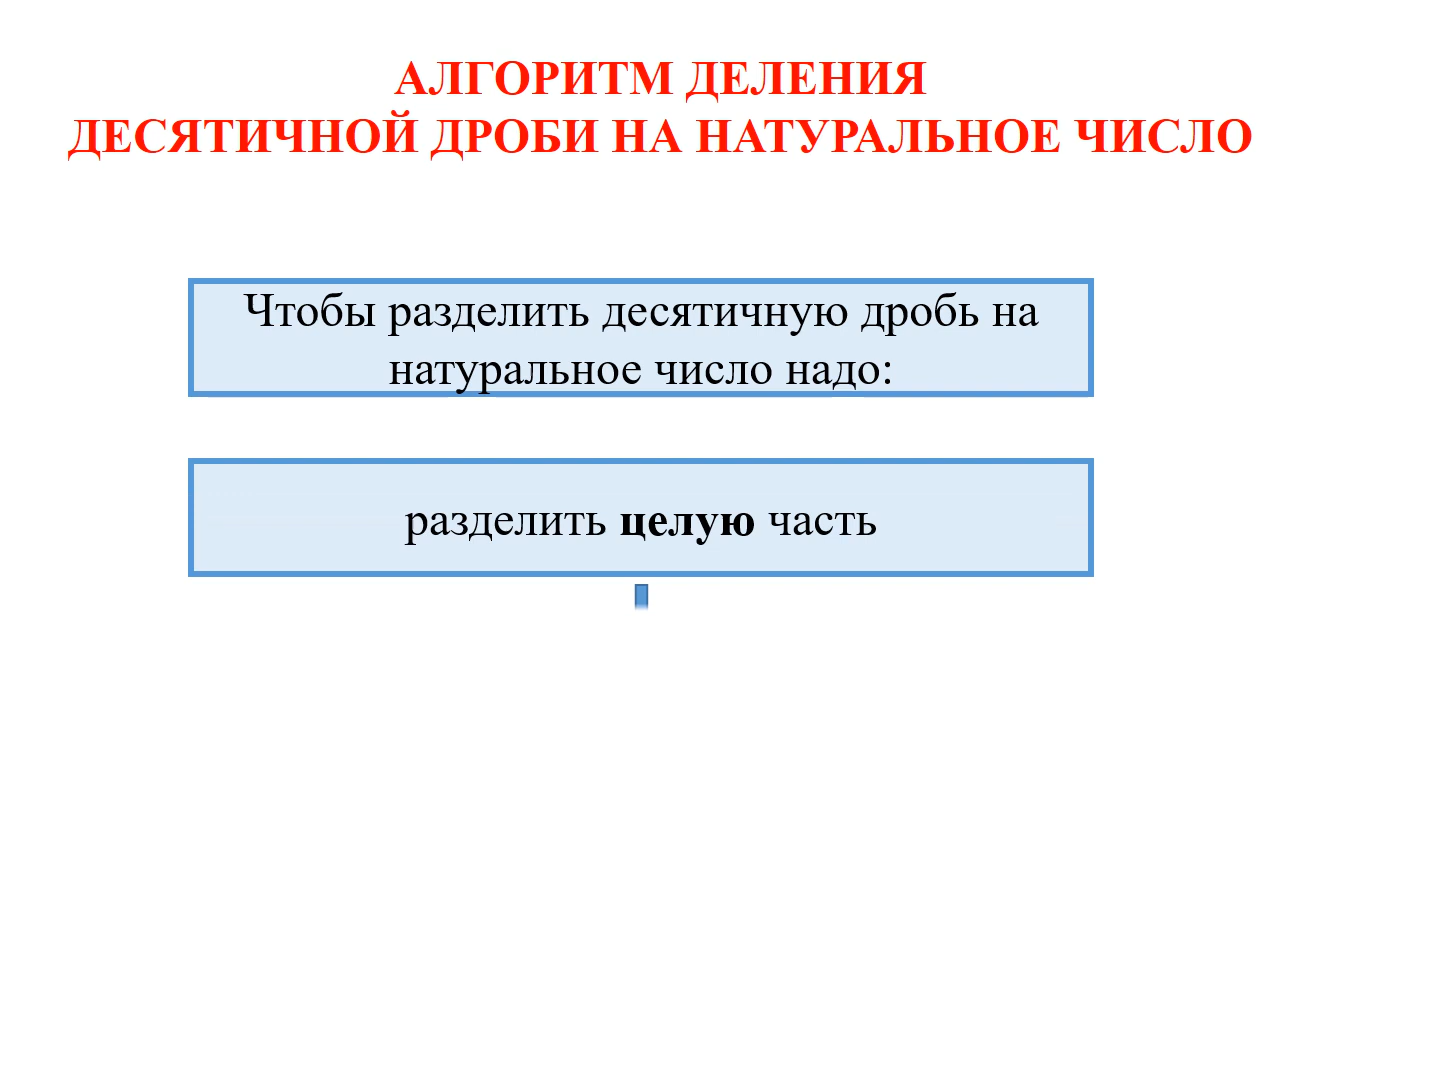 АЛГОРИТМ ДЕЛЕНИЯ
ДЕСЯТИЧНОЙ ДРОБИ НА НАТУРАЛЬНОЕ ЧИСЛО
Чтобы разделить десятичную дробь на
натуральное число надо:
разделить целую часть